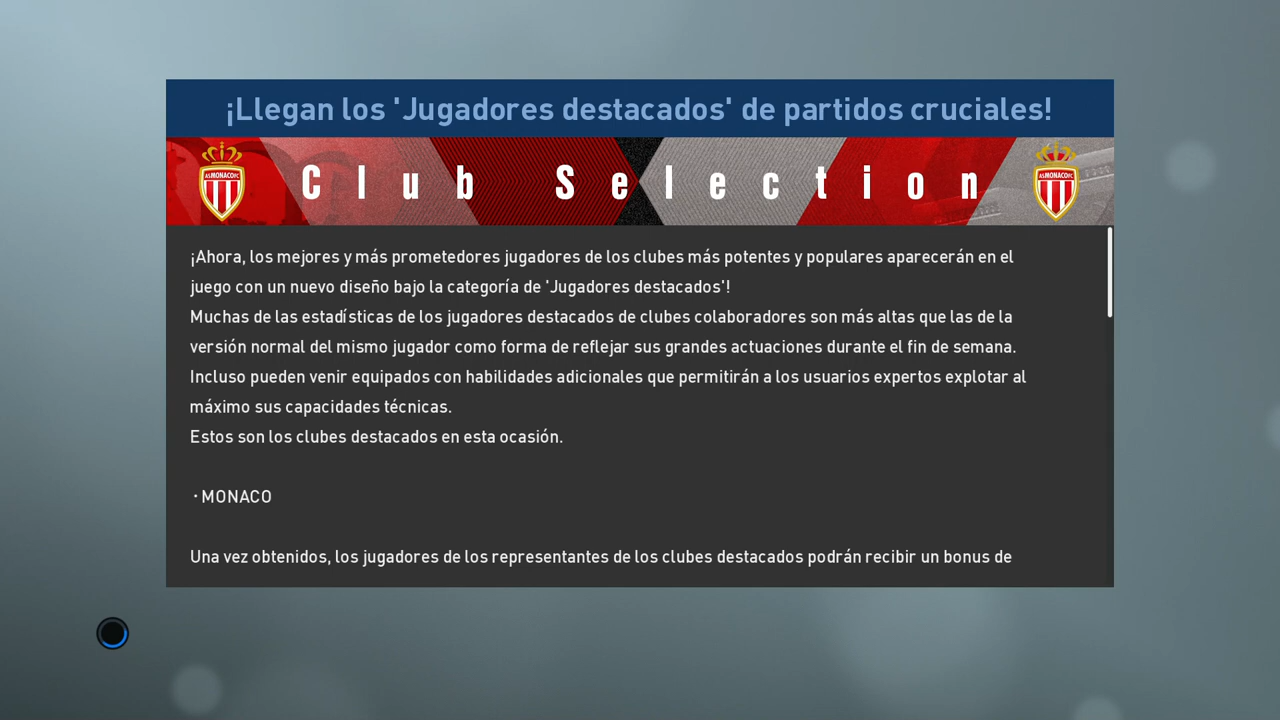 ¡Llegan los 'Jugadores destacados' de partidos cruciales!
AS MONACO FC
Club Selection
AS MONACO FC
¡Ahora, los mejores y más prometedores jugadores de los clubes más potentes y populares aparecerán en el
juego con un nuevo diseño bajo la categoría de 'Jugadores destacados'!
Muchas de las estadísticas de los jugadores destacados de clubes colaboradores son más altas que las de la
versión normal del mismo jugador como forma de reflejar sus grandes actuaciones durante el fin de semana.
Incluso pueden venir equipados con habilidades adicionales que permitirán a los usuarios expertos explotar al
máximo sus capacidades técnicas.
Estos son los clubes destacados en esta ocasión.
・MONACO
Una vez obtenidos, los jugadores de los representantes de los clubes destacados podrán recibir un bonus de